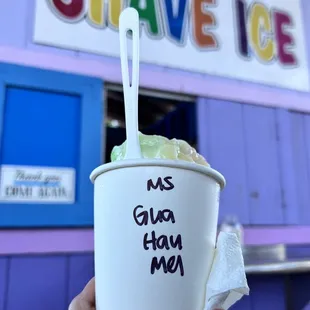 SHAVE ICE
Thank you
COME AGAIN
MS
Gua
Hau
Mel